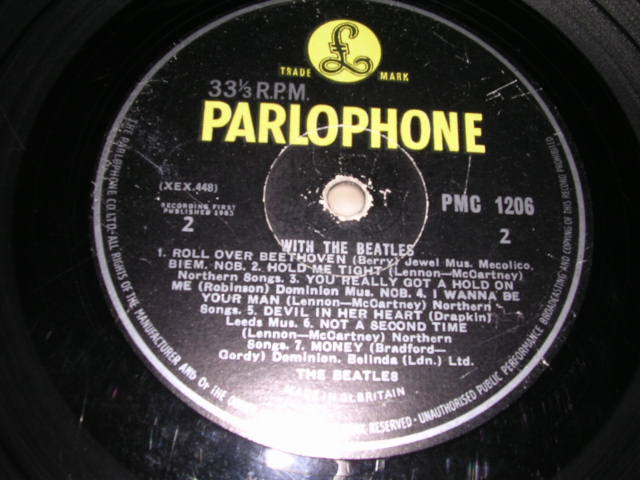 £
TRADE MARK
33⅓ R.P.M.
PARLOPHONE
(XEX.448)
RECORDING FIRST
PUBLISHED 1963
2
PMC 1206
2
WITH THE BEATLES
1. ROLL OVER BEETHOVEN (Berry) Jewel Mus. Mecolico,
BIEM, NCB. 2. HOLD ME TIGHT (Lennon—McCartney)
Northern Songs. 3. YOU REALLY GOT A HOLD ON
ME (Robinson) Dominion Mus. NCB. 4. I WANNA BE
YOUR MAN (Lennon—McCartney) Northern
Songs. 5. DEVIL IN HER HEART (Drapkin)
Leeds Mus. 6. NOT A SECOND TIME
(Lennon—McCartney) Northern
Songs. 7. MONEY (Bradford—
Gordy) Dominion. Belinda (Ldn.) Ltd.
THE BEATLES
MADE IN GT. BRITAIN
THE PARLOPHONE CO. LTD.—ALL RIGHTS OF THE MANUFACTURER AND OF THE RESERVED - UNAUTHORISED PUBLIC PERFORMANCE BROADCASTING AND COPYING OF THIS RECORD PROHIBITED